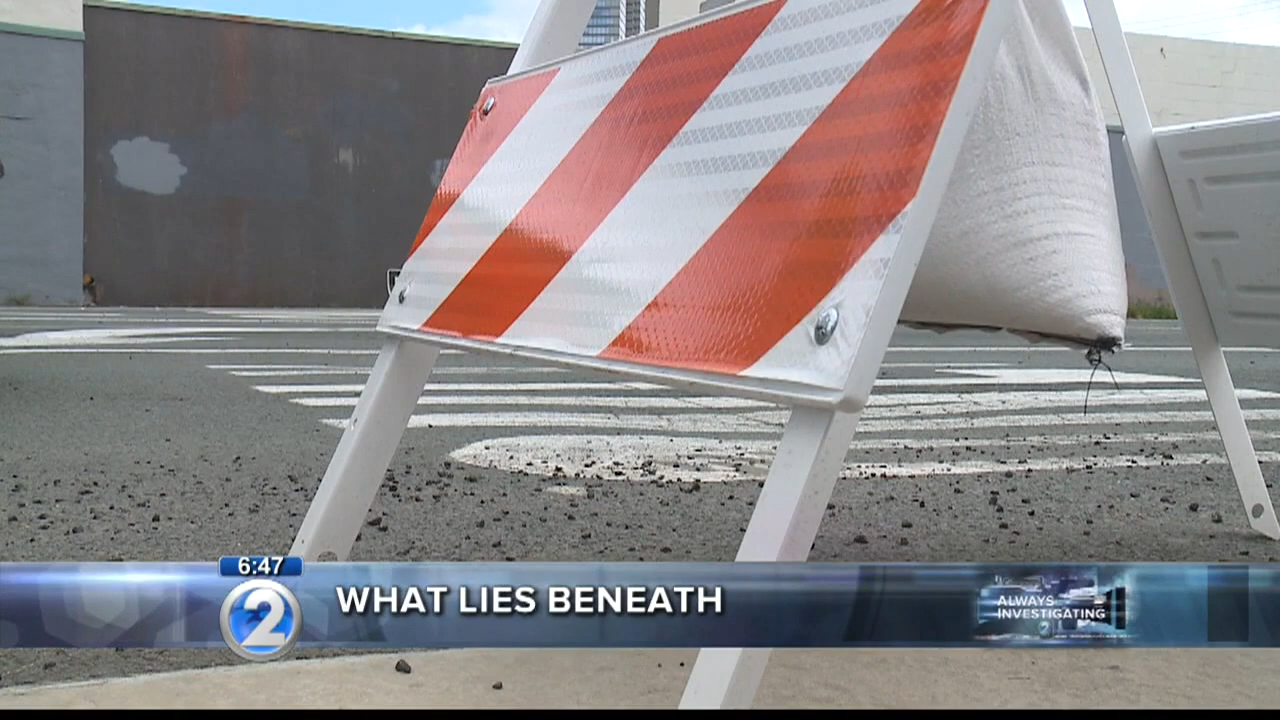 6:47
2
WHAT LIES BENEATH
ALWAYS
INVESTIGATING